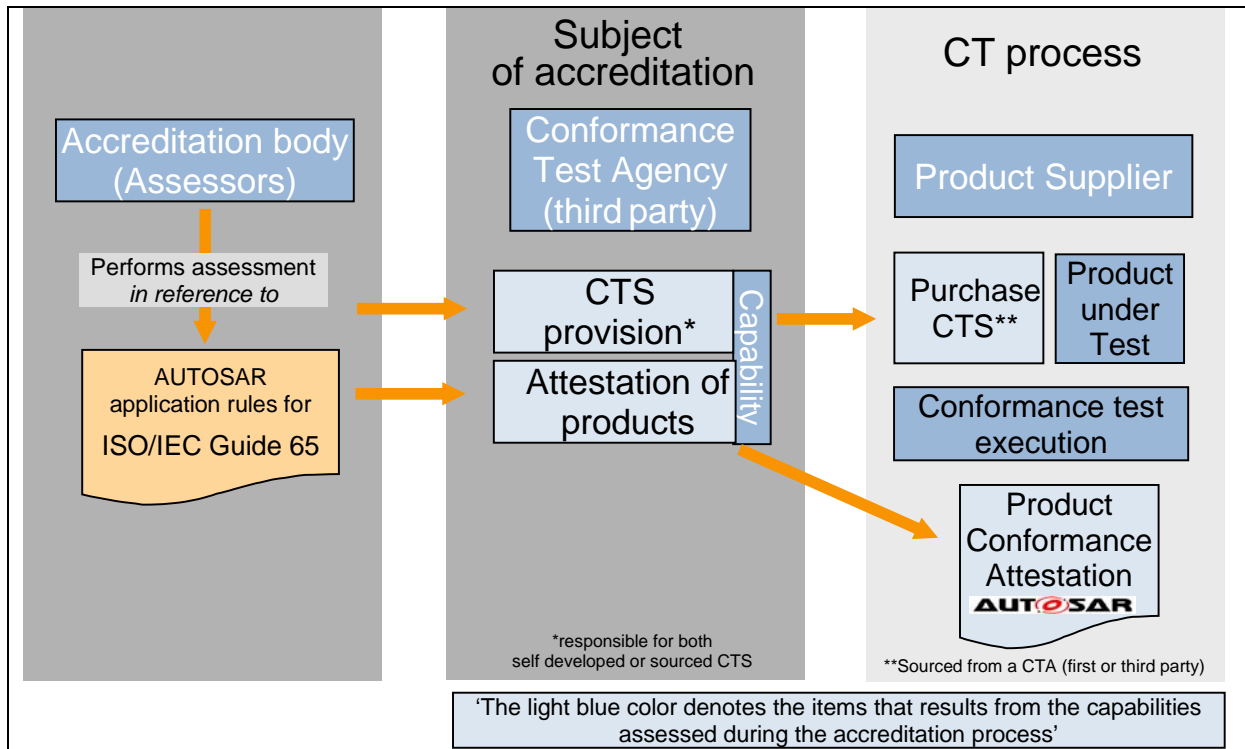 Accreditation body
(Assessors)
Performs assessment
in reference to
AUTOSAR
application rules for
ISO/IEC Guide 65
Subject
of accreditation
Conformance
Test Agency
(third party)
CTS
provision*
Attestation of
products
Capability
*responsible for both
self developed or sourced CTS
CT process
Product Supplier
Purchase
CTS**
Product
under
Test
Conformance test
execution
Product
Conformance
Attestation
AUTOSAR
**Sourced from a CTA (first or third party)
‘The light blue color denotes the items that results from the capabilities
assessed during the accreditation process’